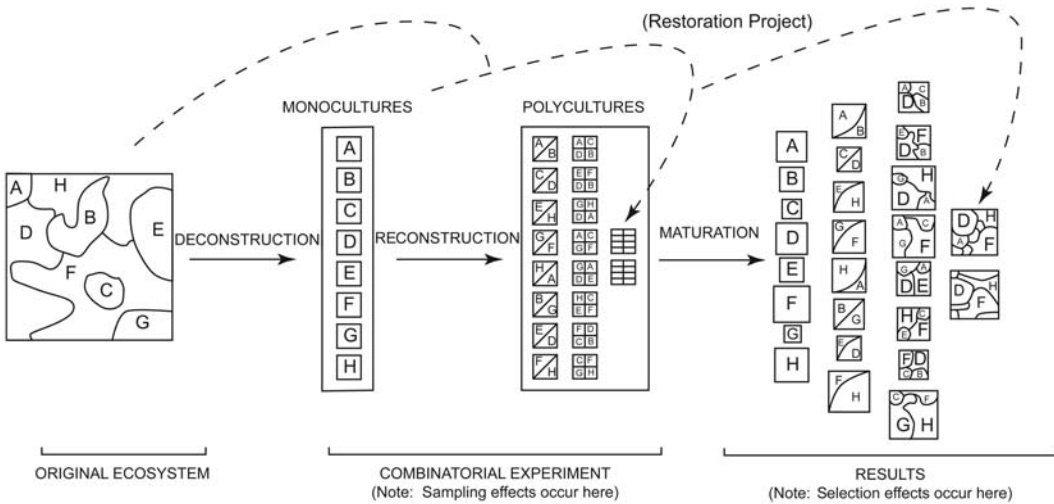 (Restoration Project)
MONOCULTURES
POLYCULTURES
A
H
B
D
E
F
C
G
DECONSTRUCTION
A
B
C
D
E
F
G
H
RECONSTRUCTION
A B
C D
E H
G F
H A
B G
E D
F H
A C
D B
E F
D B
G H
D A
A C
G F
G A
D E
H C
E F
F D
C B
C F
G H
MATURATION
A
B
C
D
E
F
G
H
A B
C D
E H
G F
H A
B G
E D
F H
A C
D B
E F
D B
G H
D A
A C
G F
G A
D E
H C
E F
F D
C B
C F
G H
D H
A F
D H
F
ORIGINAL ECOSYSTEM
COMBINATORIAL EXPERIMENT
(Note: Sampling effects occur here)
RESULTS
(Note: Selection effects occur here)